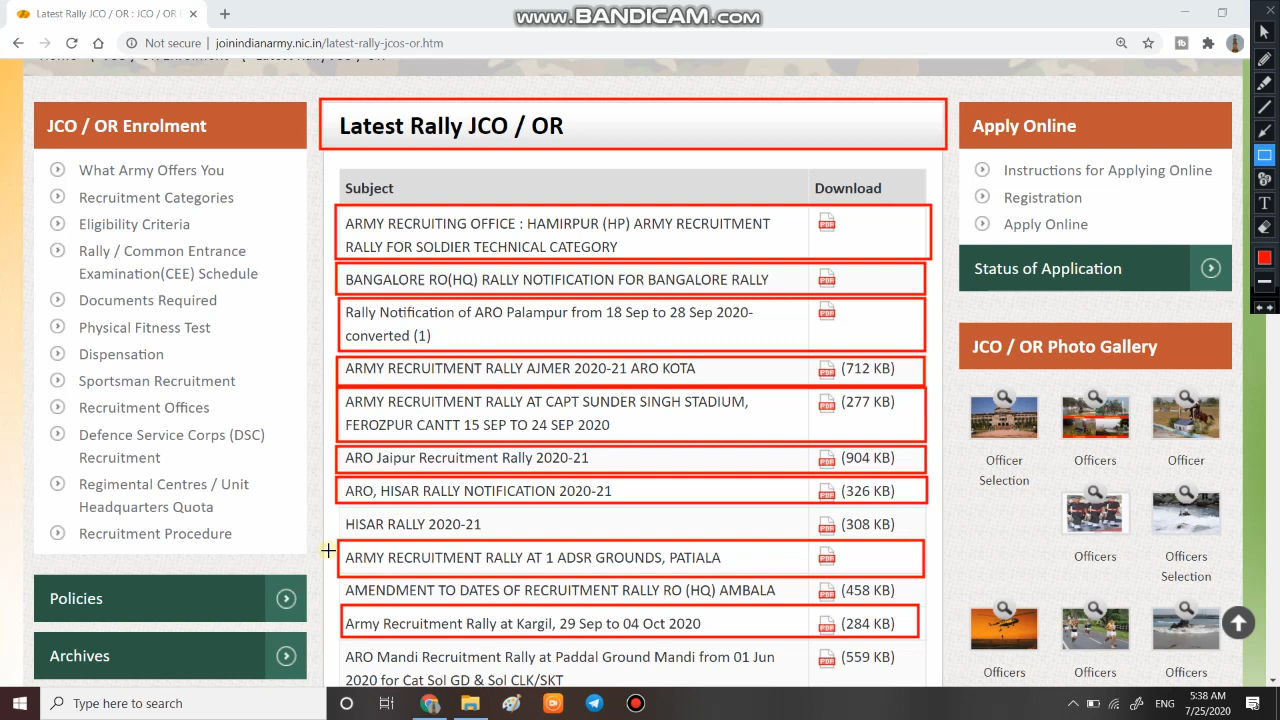 Latest Rally JCO / OR : JCO / OR
www.BANDICAM.com
Not secure
joinindianarmy.nic.in/latest-rally-jcos-or.htm
JCO / OR Enrolment
What Army Offers You
Recruitment Categories
Eligibility Criteria
Rally / Common Entrance
Examination(CEE) Schedule
Documents Required
Physical Fitness Test
Dispensation
Sportsman Recruitment
Recruitment Offices
Defence Service Corps (DSC)
Recruitment
Regimental Centres / Unit
Headquarters Quota
Recruitment Procedure
Policies
Archives
Latest Rally JCO / OR
Subject Download
ARMY RECRUITING OFFICE : HAMIRPUR (HP) ARMY RECRUITMENT
RALLY FOR SOLDIER TECHNICAL CATEGORY
BANGALORE RO(HQ) RALLY NOTIFICATION FOR BANGALORE RALLY
Rally Notification of ARO Palampur from 18 Sep to 28 Sep 2020-
converted (1)
ARMY RECRUITMENT RALLY AJMER 2020-21 ARO KOTA (712 KB)
ARMY RECRUITMENT RALLY AT CAPT SUNDER SINGH STADIUM, (277 KB)
FEROZPUR CANTT 15 SEP TO 24 SEP 2020
ARO Jaipur Recruitment Rally 2020-21 (904 KB)
ARO, HISAR RALLY NOTIFICATION 2020-21 (326 KB)
HISAR RALLY 2020-21 (308 KB)
ARMY RECRUITMENT RALLY AT 1 ADSR GROUNDS, PATIALA
AMENDMENT TO DATES OF RECRUITMENT RALLY RO (HQ) AMBALA (458 KB)
Army Recruitment Rally at Kargil, 29 Sep to 04 Oct 2020 (284 KB)
ARO Mandi Recruitment Rally at Paddal Ground Mandi from 01 Jun (559 KB)
2020 for Cat Sol GD & Sol CLK/SKT
Apply Online
Instructions for Applying Online
Registration
Apply Online
Status of Application
JCO / OR Photo Gallery
Officer
Selection
Officers
Officer
Officers
Officers
Selection
Officers
Officers
Officers
Type here to search
ENG
5:38 AM
7/25/2020